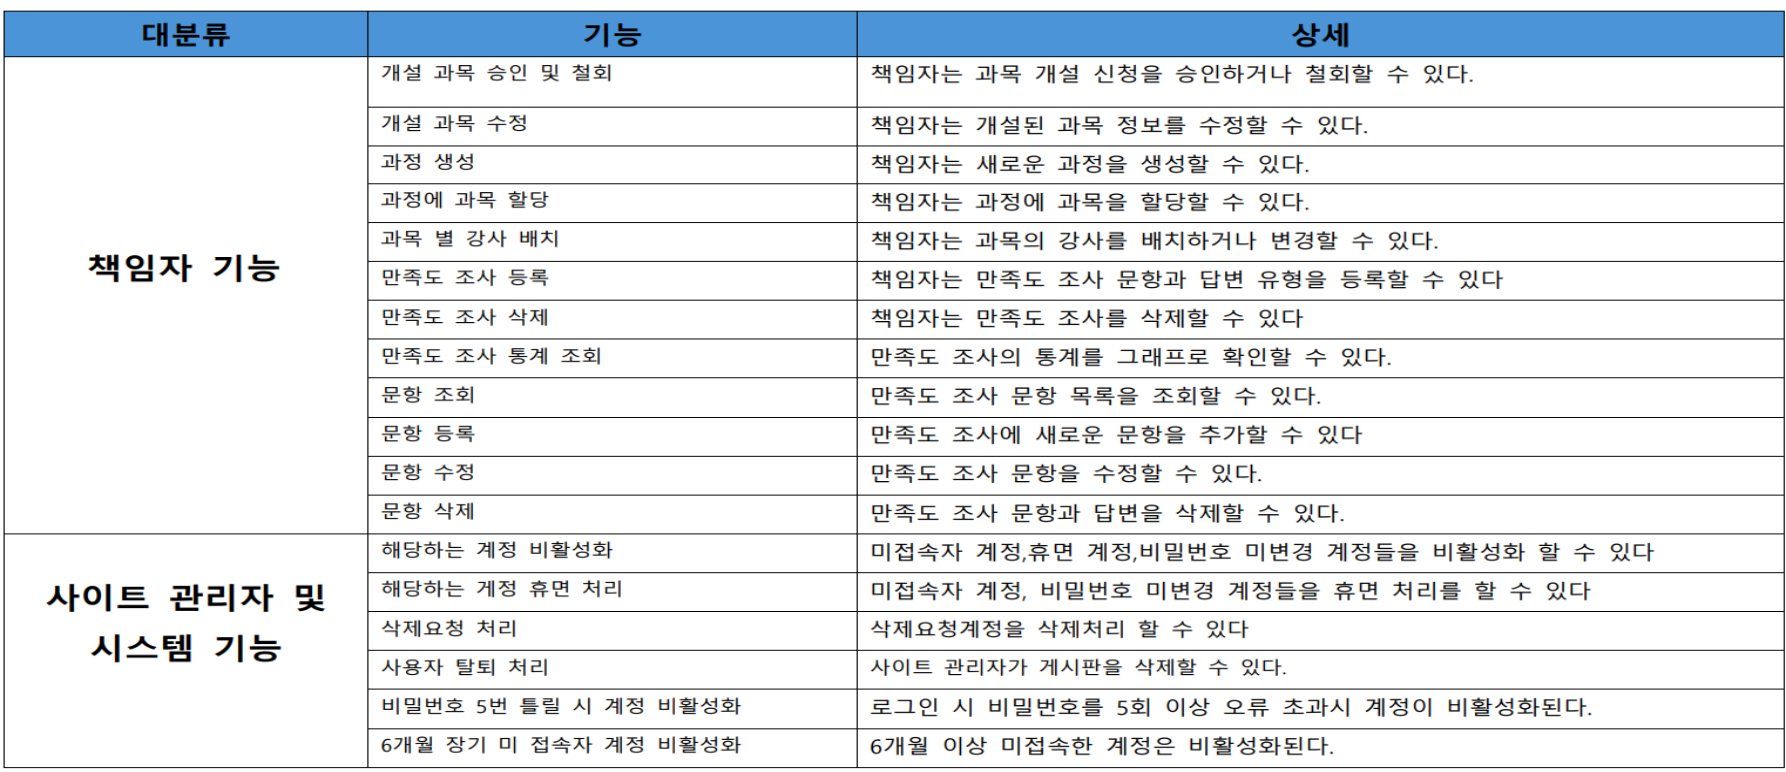 대분류 기능 상세
책임자 기능
개설 과목 승인 및 철회 책임자는 과목 개설 신청을 승인하거나 철회할 수 있다.
개설 과목 수정 책임자는 개설된 과목 정보를 수정할 수 있다.
과정 생성 책임자는 새로운 과정을 생성할 수 있다.
과정에 과목 할당 책임자는 과정에 과목을 할당할 수 있다.
과목 별 강사 배치 책임자는 과목의 강사를 배치하거나 변경할 수 있다.
만족도 조사 등록 책임자는 만족도 조사 문항과 답변 유형을 등록할 수 있다
만족도 조사 삭제 책임자는 만족도 조사를 삭제할 수 있다
만족도 조사 통계 조회 만족도 조사의 통계를 그래프로 확인할 수 있다.
문항 조회 만족도 조사 문항 목록을 조회할 수 있다.
문항 등록 만족도 조사에 새로운 문항을 추가할 수 있다
문항 수정 만족도 조사 문항을 수정할 수 있다.
문항 삭제 만족도 조사 문항과 답변을 삭제할 수 있다.
사이트 관리자 및
시스템 기능
해당하는 계정 비활성화 미접속자 계정,휴면 계정,비밀번호 미변경 계정들을 비활성화 할 수 있다
해당하는 게정 휴면 처리 미접속자 계정, 비밀번호 미변경 계정들을 휴면 처리를 할 수 있다
삭제요청 처리 삭제요청계정을 삭제처리 할 수 있다
사용자 탈퇴 처리 사이트 관리자가 게시판을 삭제할 수 있다.
비밀번호 5번 틀릴 시 계정 비활성화 로그인 시 비밀번호를 5회 이상 오류 초과시 계정이 비활성화된다.
6개월 장기 미 접속자 계정 비활성화 6개월 이상 미접속한 계정은 비활성화된다.